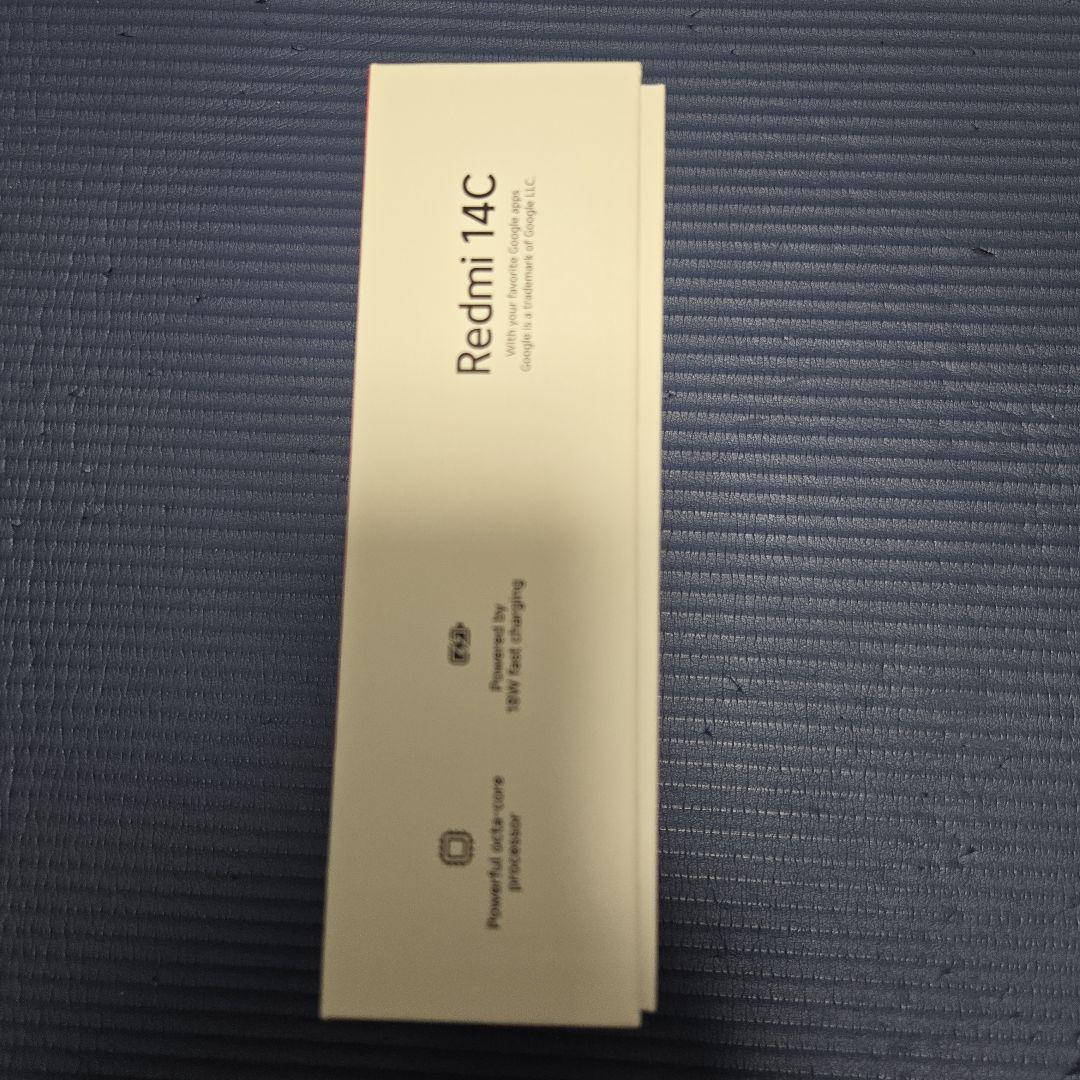 Redmi 14C
With your favorite Google apps
Google is a trademark of Google LLC.
Powerful octa-core
processor
Powered by
18W fast charging